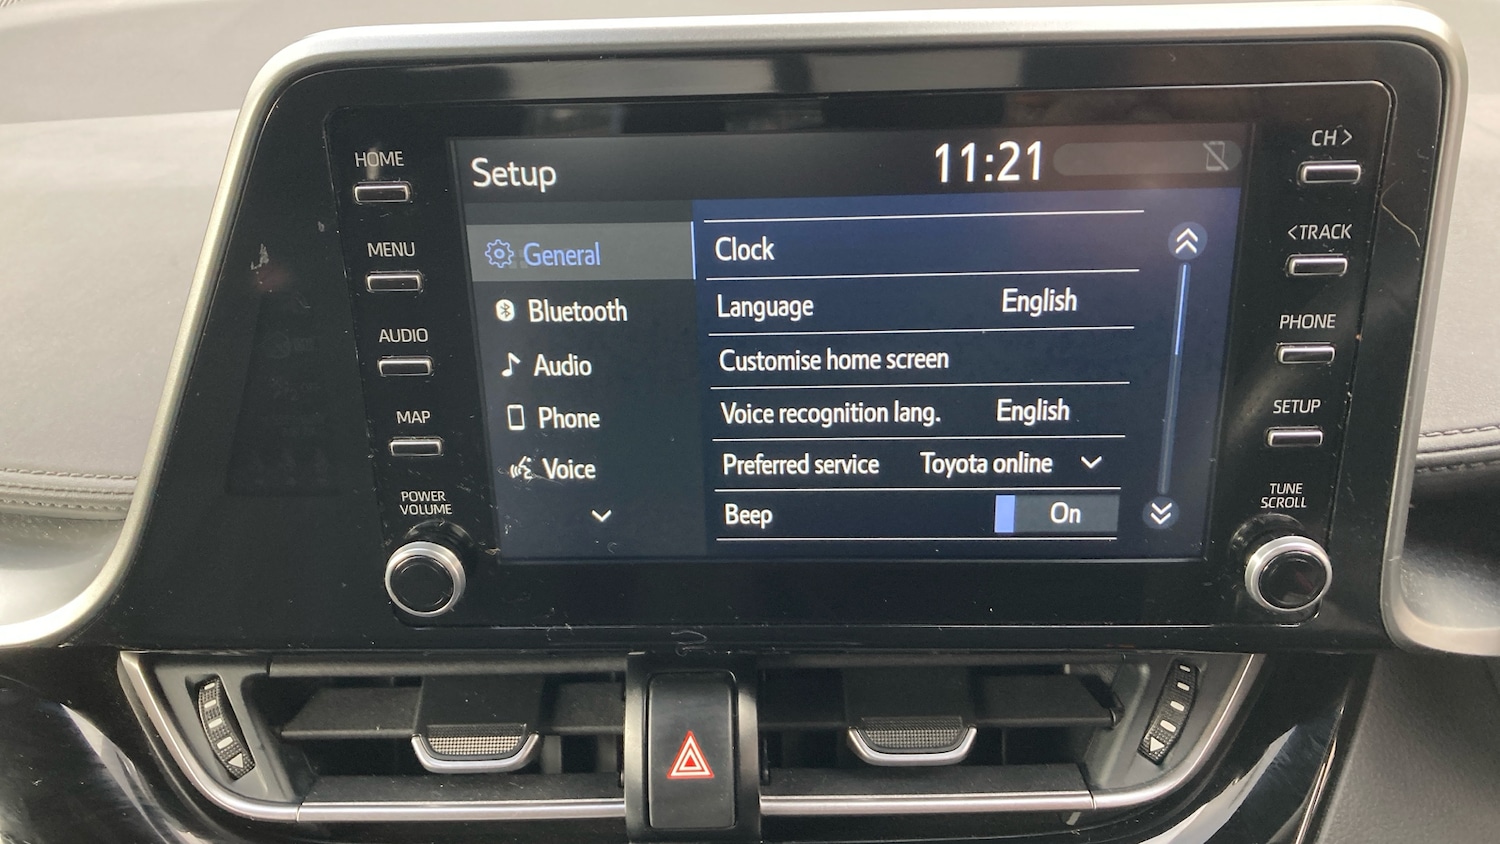 HOME
MENU
AUDIO
MAP
POWER
VOLUME
Setup
11:21
General
Bluetooth
Audio
Phone
Voice
Clock
Language English
Customise home screen
Voice recognition lang. English
Preferred service Toyota online
Beep On
CH >
< TRACK
PHONE
SETUP
TUNE
SCROLL